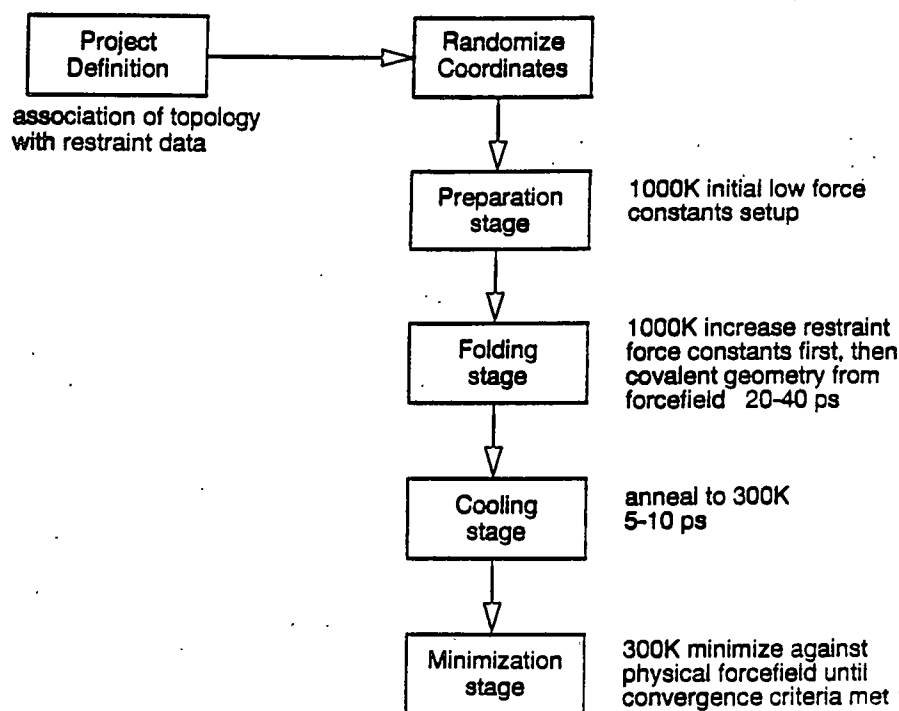 Project
Definition
association of topology
with restraint data
Randomize
Coordinates
Preparation
stage
1000K initial low force
constants setup
Folding
stage
1000K increase restraint
force constants first, then
covalent geometry from
forcefield 20-40 ps
Cooling
stage
anneal to 300K
5-10 ps
Minimization
stage
300K minimize against
physical forcefield until
convergence criteria met